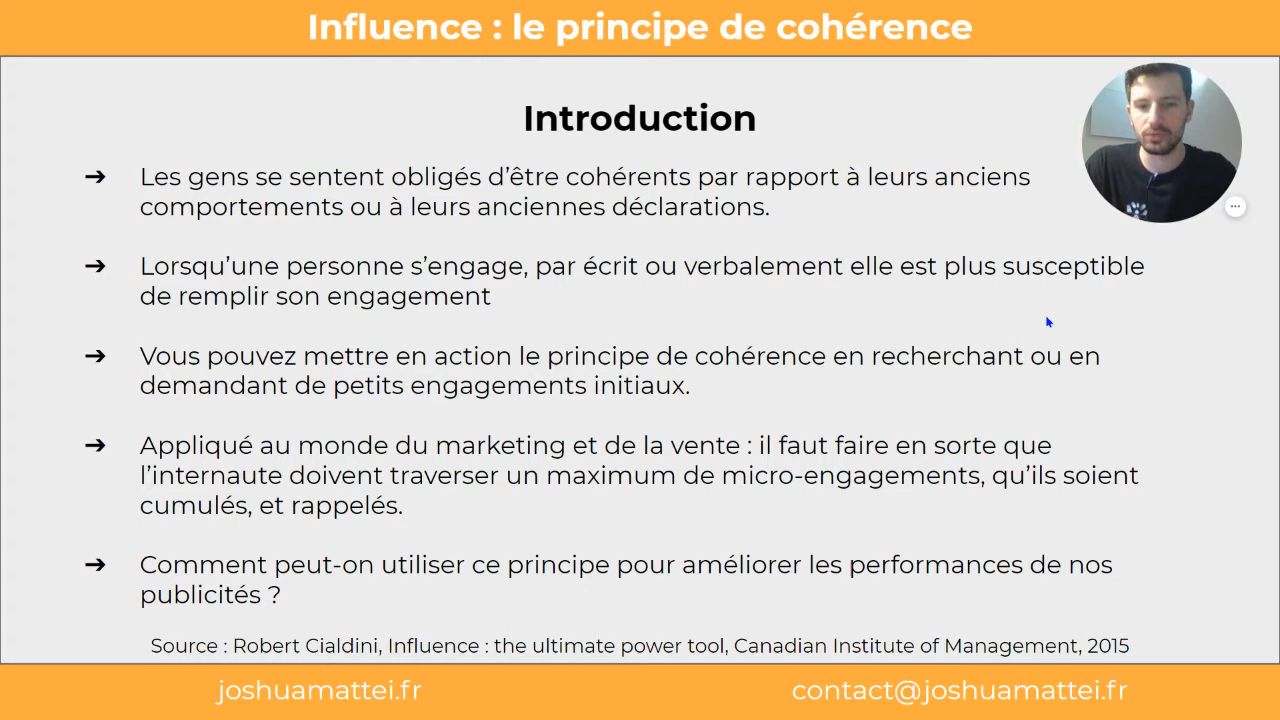 Influence : le principe de cohérence
Introduction
➔ Les gens se sentent obligés d’être cohérents par rapport à leurs anciens
comportements ou à leurs anciennes déclarations.
➔ Lorsqu’une personne s’engage, par écrit ou verbalement elle est plus susceptible
de remplir son engagement
➔ Vous pouvez mettre en action le principe de cohérence en recherchant ou en
demandant de petits engagements initiaux.
➔ Appliqué au monde du marketing et de la vente : il faut faire en sorte que
l’internaute doivent traverser un maximum de micro-engagements, qu’ils soient
cumulés, et rappelés.
➔ Comment peut-on utiliser ce principe pour améliorer les performances de nos
publicités ?
Source : Robert Cialdini, Influence : the ultimate power tool, Canadian Institute of Management, 2015
joshuamattei.fr
contact@joshuamattei.fr